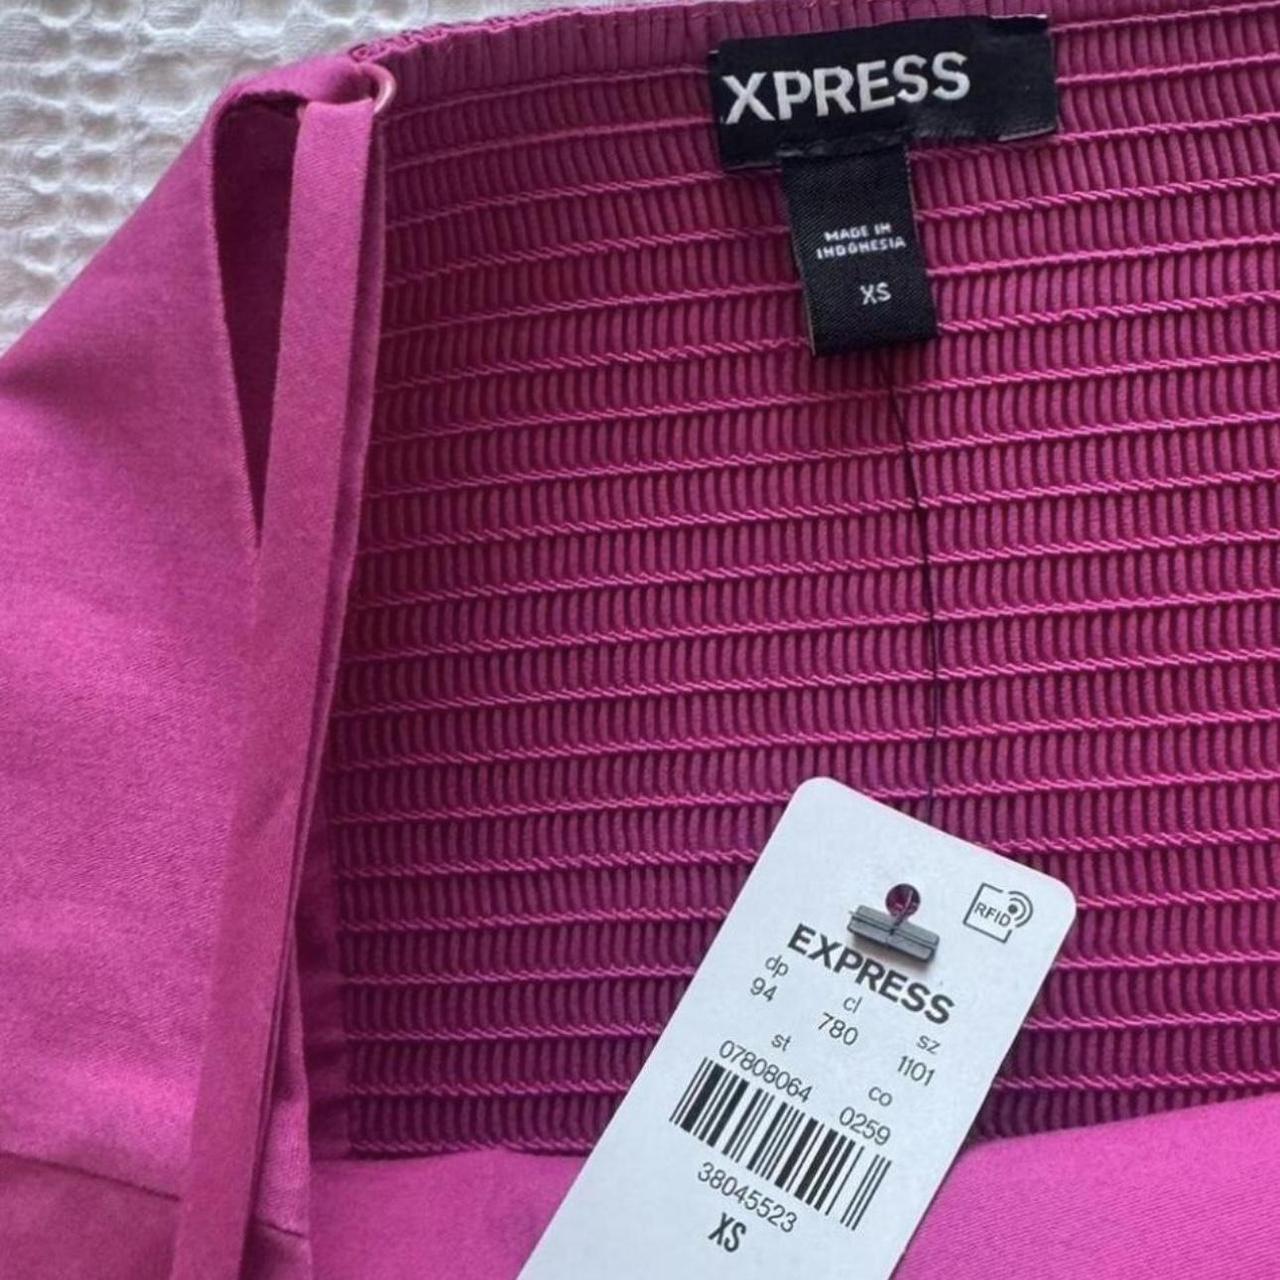 XPRESS
MADE IN
INDONESIA
XS
RFID
EXPRESS
dp cl sz
94 780 1101
st co
07808064 0259
38045523
XS